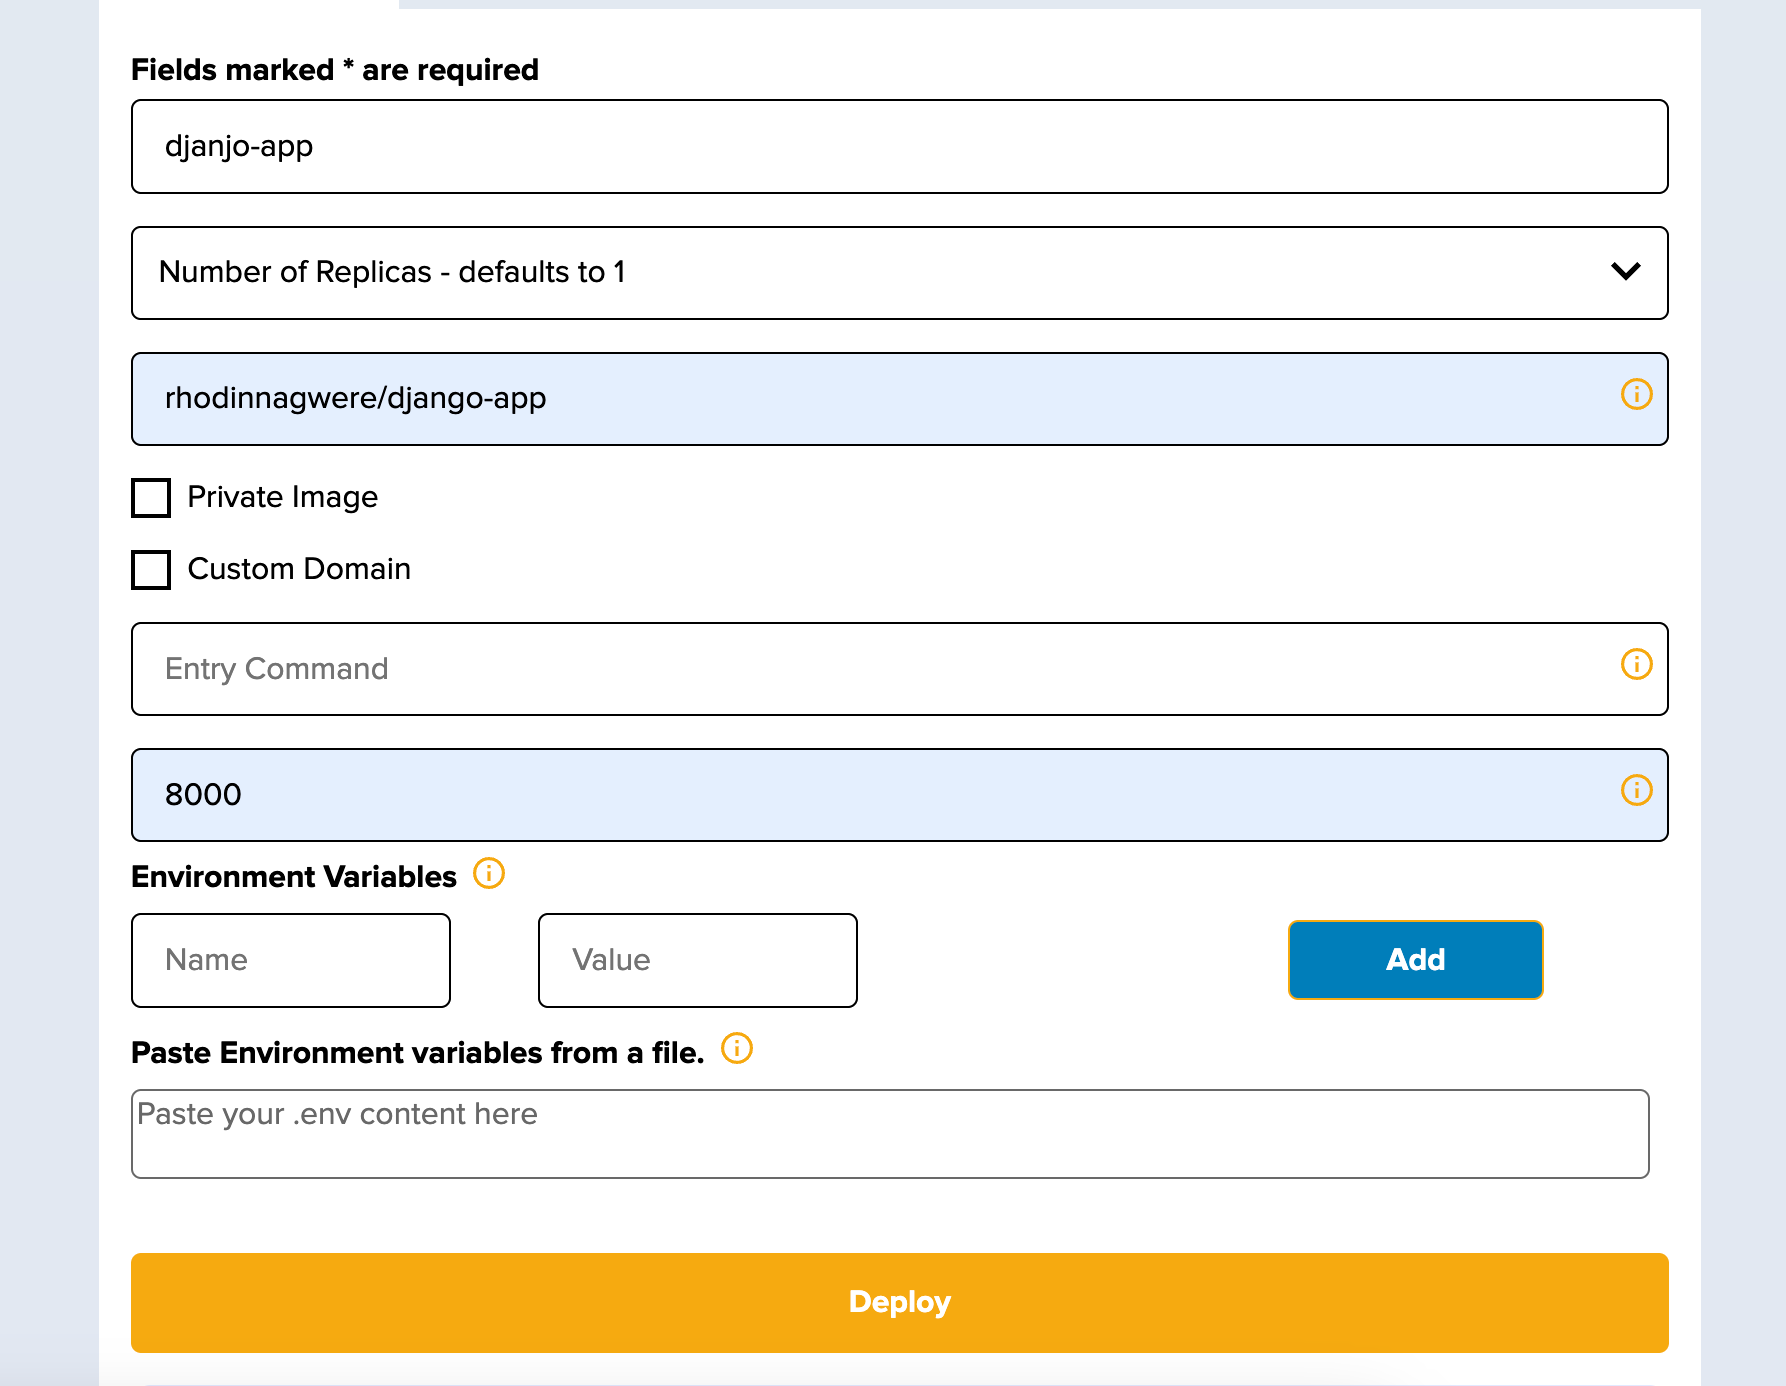 Fields marked * are required
djanjo-app
Number of Replicas - defaults to 1
rhodinnagwere/django-app
Private Image
Custom Domain
Entry Command
8000
Environment Variables
Name Value Add
Paste Environment variables from a file.
Paste your .env content here
Deploy